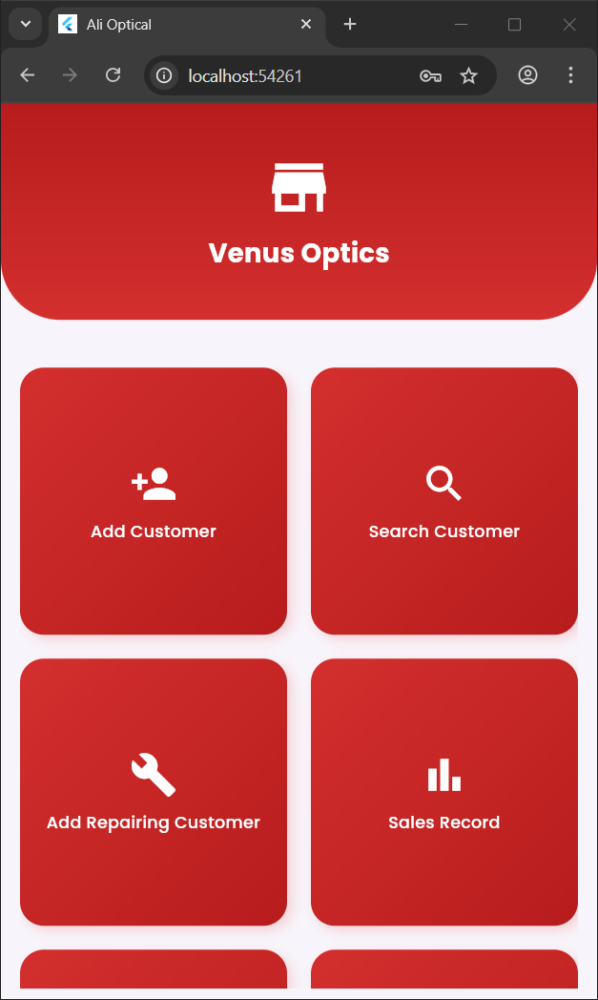 Ali Optical
localhost:54261
Venus Optics
Add Customer
Search Customer
Add Repairing Customer
Sales Record